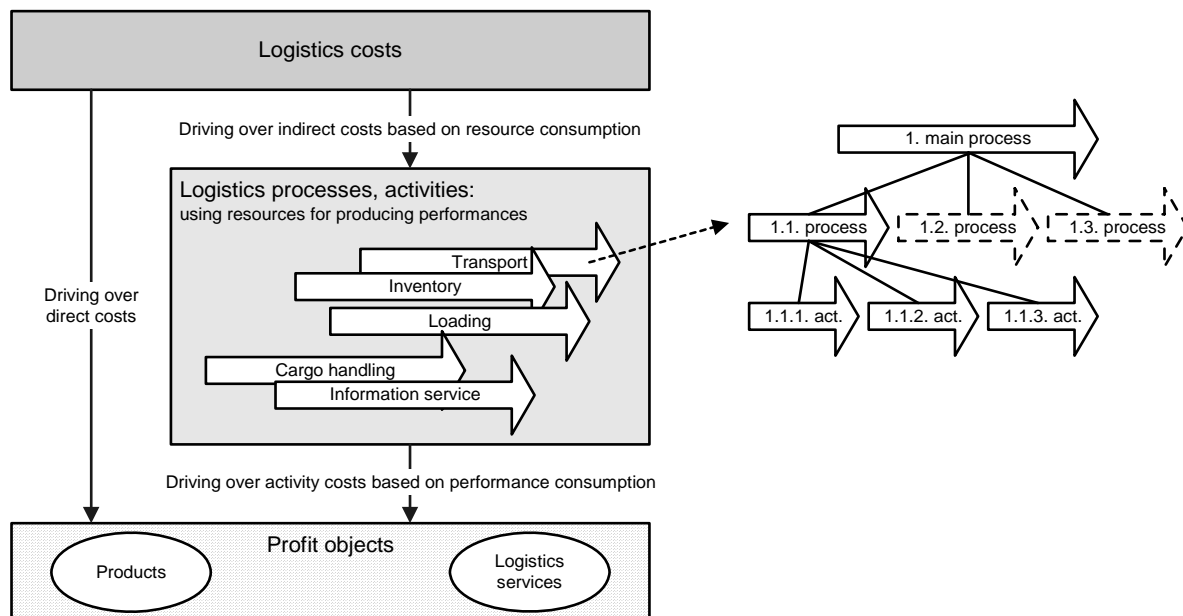 Logistics costs
Driving over indirect costs based on resource consumption
Logistics processes, activities:
using resources for producing performances
Transport
Inventory
Loading
Cargo handling
Information service
Driving over
direct costs
Driving over activity costs based on performance consumption
Profit objects
Products
Logistics
services
1. main process
1.1. process
1.2. process
1.3. process
1.1.1. act.
1.1.2. act.
1.1.3. act.